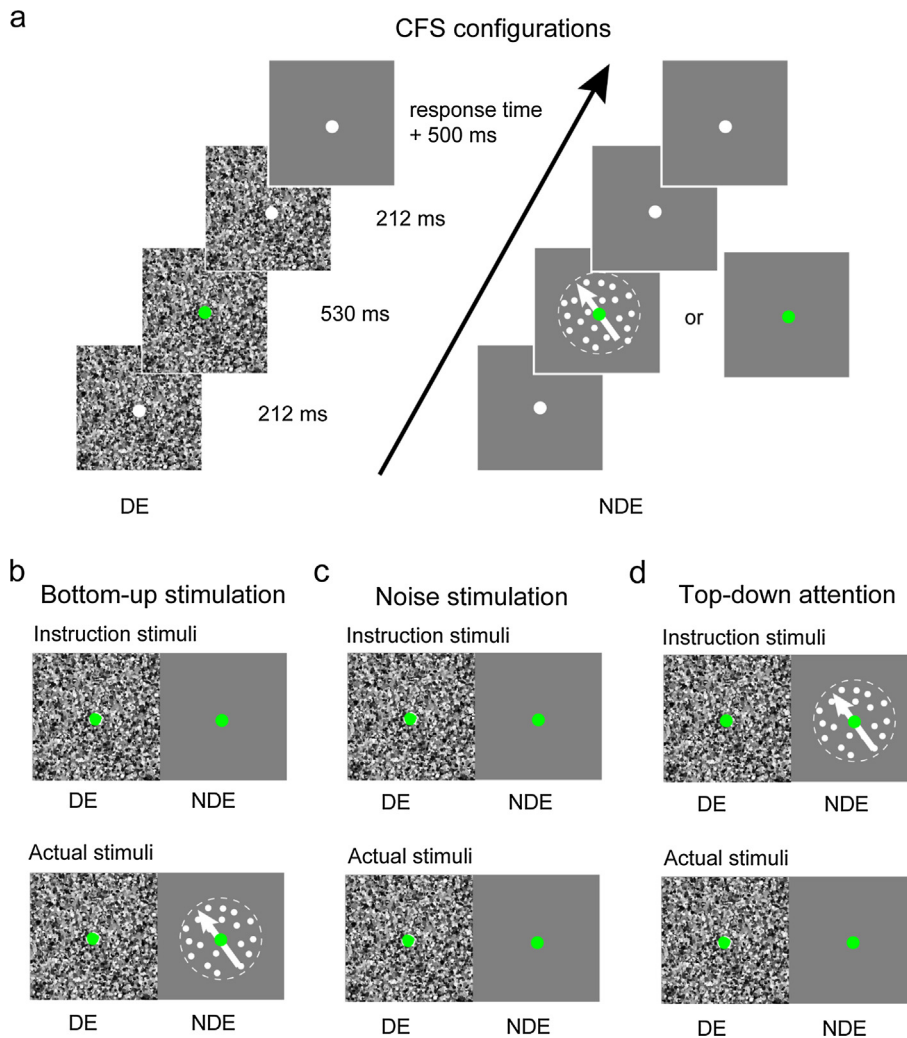 a
CFS configurations
response time
+ 500 ms
212 ms
530 ms
or
212 ms
DE
NDE
b
Bottom-up stimulation
Instruction stimuli
DE NDE
Actual stimuli
DE NDE
c
Noise stimulation
Instruction stimuli
DE NDE
Actual stimuli
DE NDE
d
Top-down attention
Instruction stimuli
DE NDE
Actual stimuli
DE NDE